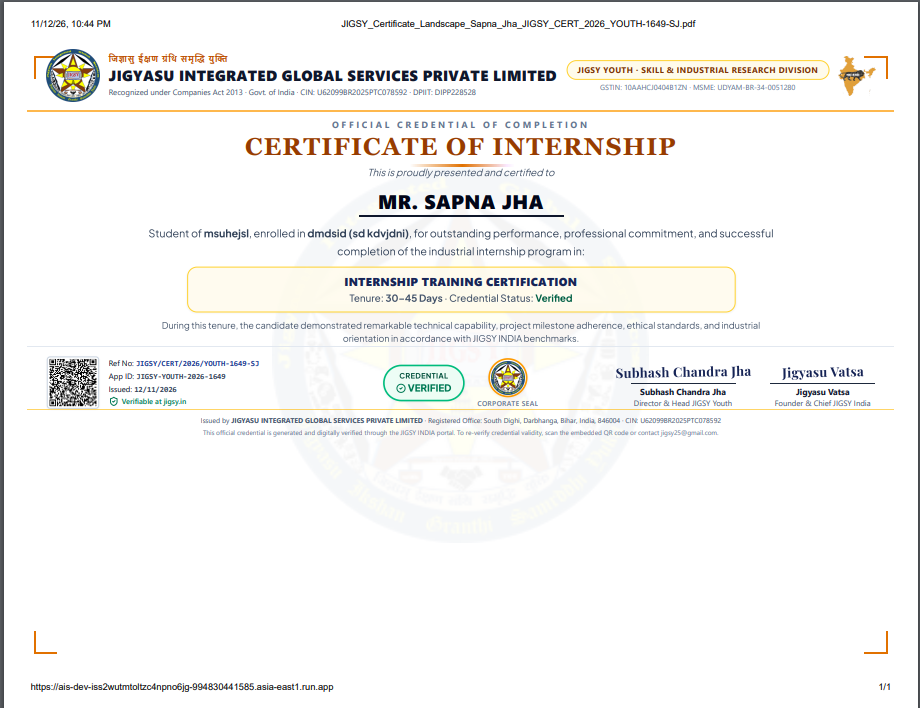 11/12/26, 10:44 PM
JIGSY_Certificate_Landscape_Sapna_Jha_JIGSY_CERT_2026_YOUTH-1649-SJ.pdf
जिज्ञासु ईक्षण ग्रंथि समृद्धि युक्ति
JIGYASU INTEGRATED GLOBAL SERVICES PRIVATE LIMITED
Recognized under Companies Act 2013 · Govt. of India · CIN: U62099BR2025PTC078592 · DPIIT: DIPP228528
JIGSY YOUTH · SKILL & INDUSTRIAL RESEARCH DIVISION
GSTIN: 10AAHCJ0404B1ZN · MSME: UDYAM-BR-34-0051280
OFFICIAL CREDENTIAL OF COMPLETION
CERTIFICATE OF INTERNSHIP
This is proudly presented and certified to
MR. SAPNA JHA
Student of msuhejsl, enrolled in dmdsid (sd kdvjdni), for outstanding performance, professional commitment, and successful
completion of the industrial internship program in:
INTERNSHIP TRAINING CERTIFICATION
Tenure: 30–45 Days · Credential Status: Verified
During this tenure, the candidate demonstrated remarkable technical capability, project milestone adherence, ethical standards, and industrial
orientation in accordance with JIGSY INDIA benchmarks.
Ref No: JIGSY/CERT/2026/YOUTH-1649-SJ
App ID: JIGSY-YOUTH-2026-1649
Issued: 12/11/2026
Verifiable at jigsy.in
CREDENTIAL
VERIFIED
CORPORATE SEAL
Subhash Chandra Jha
Subhash Chandra Jha
Director & Head JIGSY Youth
Jigyasu Vatsa
Jigyasu Vatsa
Founder & Chief JIGSY India
Issued by JIGYASU INTEGRATED GLOBAL SERVICES PRIVATE LIMITED · Registered Office: South Dighi, Darbhanga, Bihar, India, 846004 · CIN: U62099BR2025PTC078592
This official credential is generated and digitally verified through the JIGSY INDIA portal. To re-verify credential validity, scan the embedded QR code or contact jigsy25@gmail.com.
https://ais-dev-iss2wutmtoltzc4npno6jg-994830441585.asia-east1.run.app
1/1